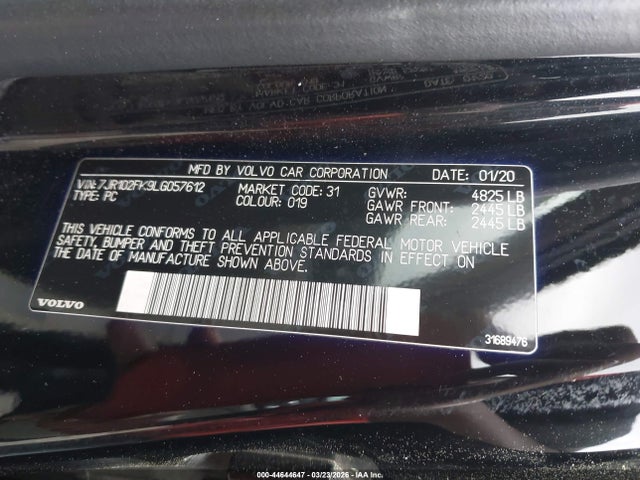 MFD BY VOLVO CAR CORPORATION DATE: 01/20
VIN: 7JR102FK9LG057612 MARKET CODE: 31 GVWR: 4825 LB
TYPE: PC COLOUR: 019 GAWR FRONT: 2445 LB
GAWR REAR: 2445 LB
THIS VEHICLE CONFORMS TO ALL APPLICABLE FEDERAL MOTOR VEHICLE
SAFETY, BUMPER AND THEFT PREVENTION STANDARDS IN EFFECT ON
THE DATE OF MANUFACTURE SHOWN ABOVE.
VOLVO
31689476
000-44644647 03/23/2026 IAA Inc.